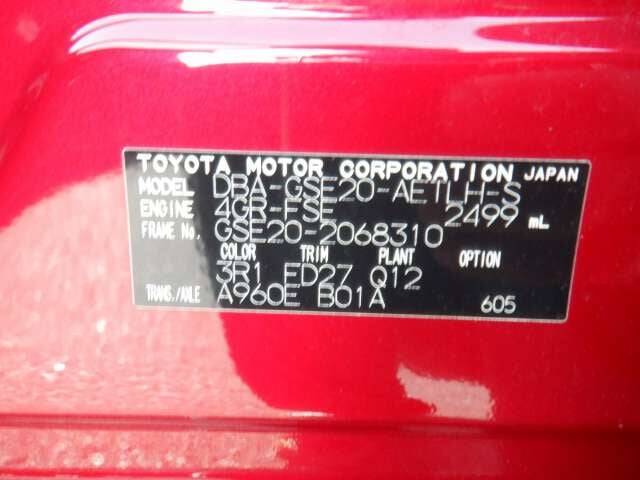 TOYOTA MOTOR CORPORATION JAPAN
MODEL DBA-GSE20-AETLH-S
ENGINE 4GR-FSE 2499 mL
FRAME No. GSE20-2068310
COLOR TRIM PLANT OPTION
3R1 FD27 Q12
TRANS./AXLE A960E B01A 605